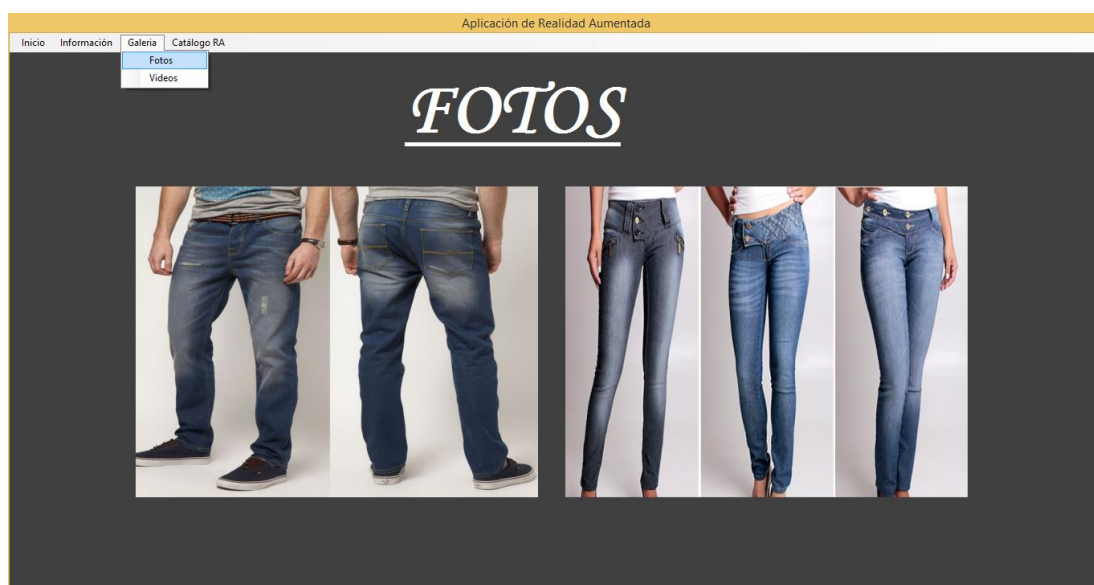 Aplicación de Realidad Aumentada
Inicio Información Galeria Catálogo RA
Fotos
Videos
FOTOS